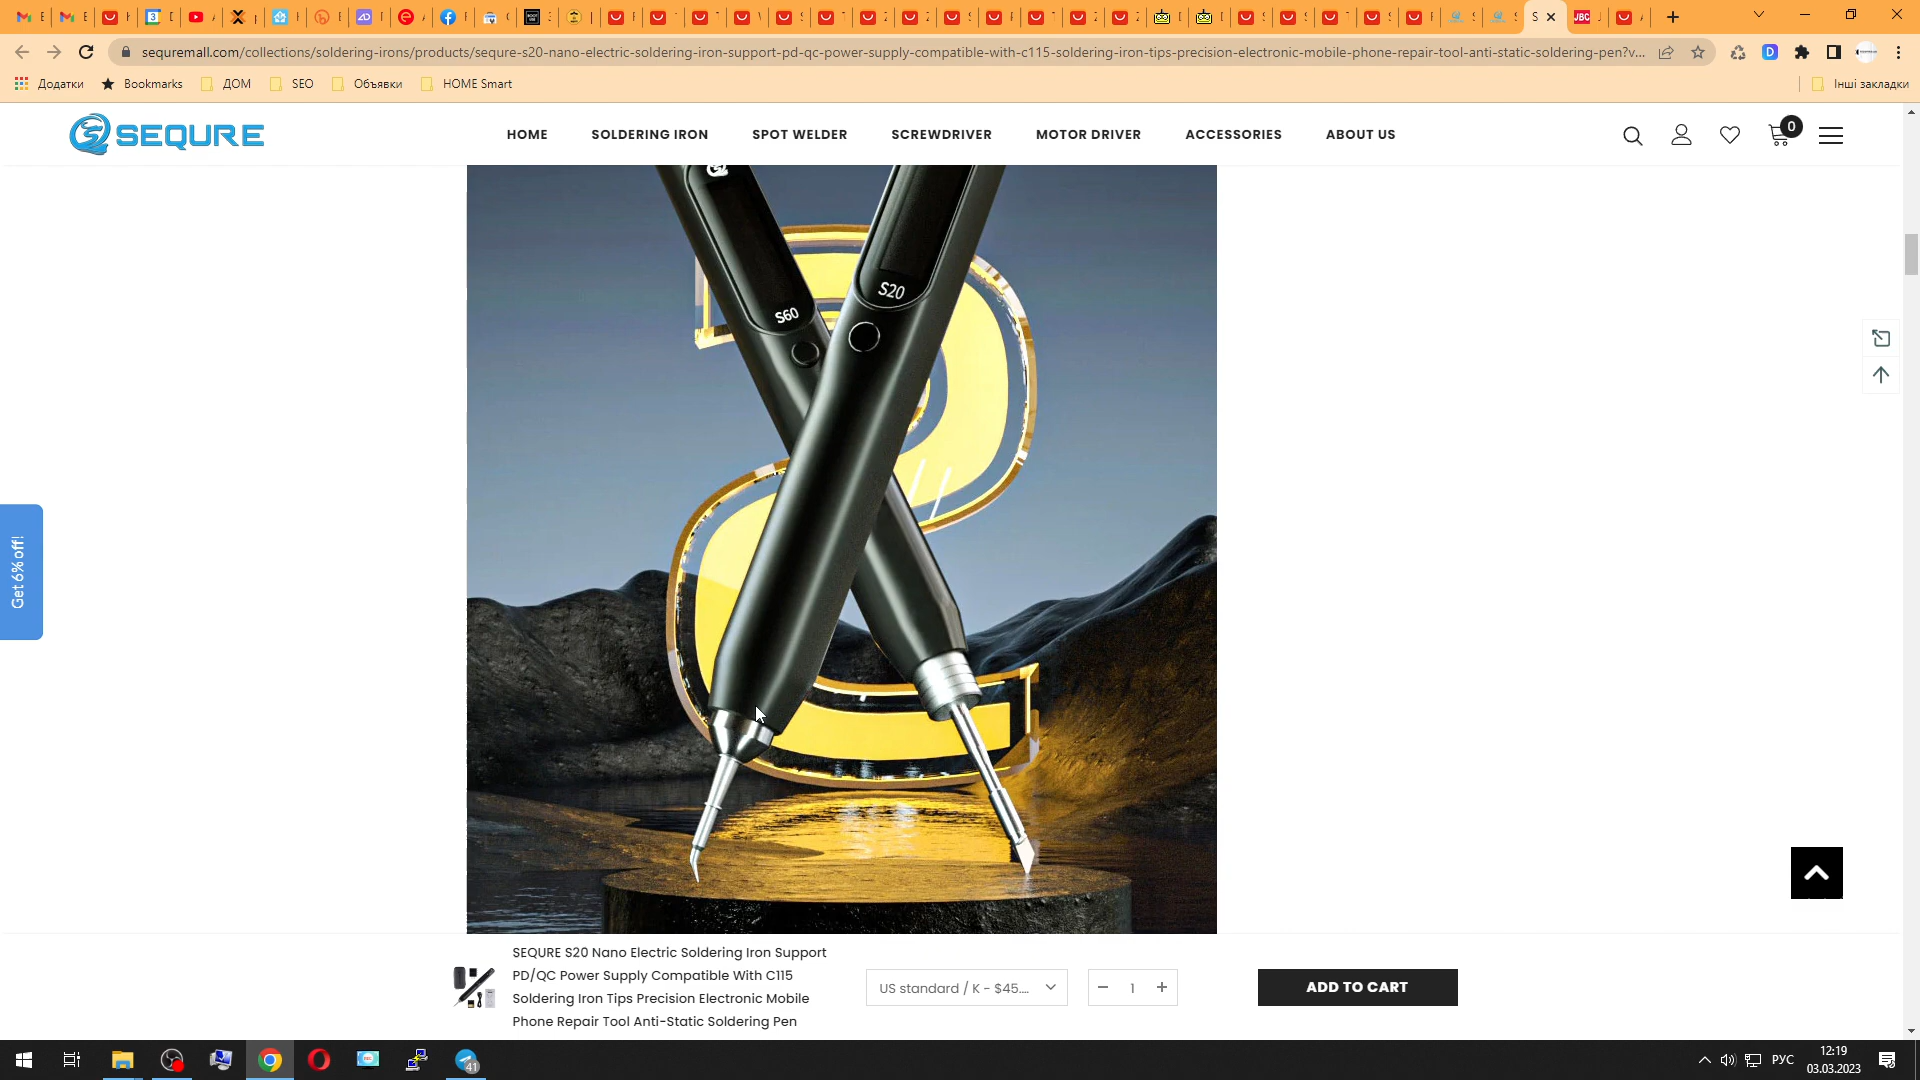 sequremall.com/collections/soldering-irons/products/sequre-s20-nano-electric-soldering-iron-support-pd-qc-power-supply-compatible-with-c115-soldering-iron-tips-precision-electronic-mobile-phone-repair-tool-anti-static-soldering-pen?v...
Додатки
Bookmarks
ДОМ
SEO
Объявки
HOME Smart
Інші закладки
SEQURE
HOME
SOLDERING IRON
SPOT WELDER
SCREWDRIVER
MOTOR DRIVER
ACCESSORIES
ABOUT US
0
S60
S20
Get 6% off!
SEQURE S20 Nano Electric Soldering Iron Support
PD/QC Power Supply Compatible With C115
Soldering Iron Tips Precision Electronic Mobile
Phone Repair Tool Anti-Static Soldering Pen
US standard / K - $45....
1
ADD TO CART
41
РУС
12:19
03.03.2023